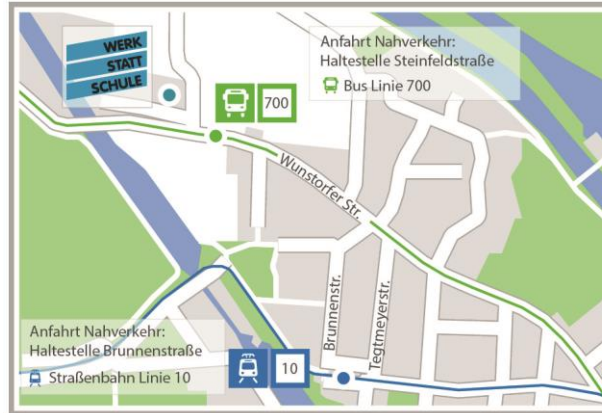 WERK
STATT
SCHULE
Anfahrt Nahverkehr:
Haltestelle Steinfeldstraße
Bus Linie 700
700
Wunstorfer Str.
Brunnenstr.
Tegtmeyerstr.
Anfahrt Nahverkehr:
Haltestelle Brunnenstraße
Straßenbahn Linie 10
10